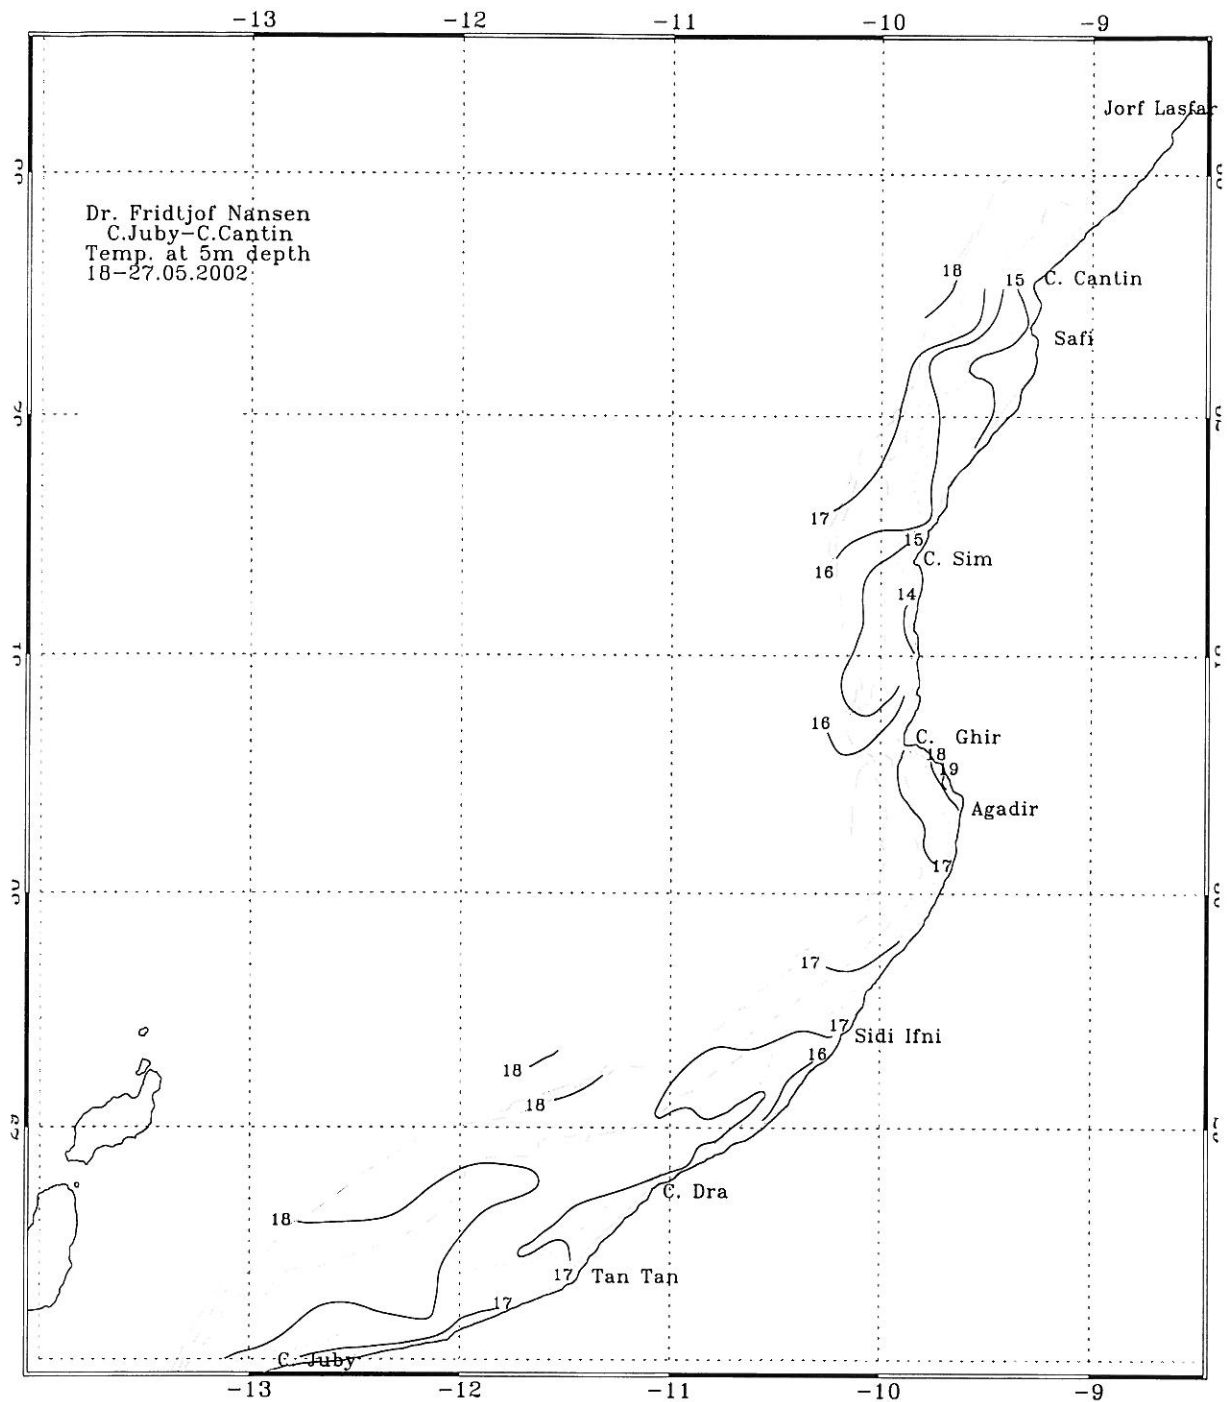 -13 -12 -11 -10 -9
Jorf Lasfar
Dr. Fridtjof Nansen
C.Juby-C.Cantin
Temp. at 5m depth
18-27.05.2002
18
15
C. Cantin
Safi
17
15
C. Sim
16
14
16
C. Ghir
18
19
Agadir
17
17
17
Sidi Ifni
16
18
18
C. Dra
18
17
Tan Tan
17
C. Juby
-13 -12 -11 -10 -9